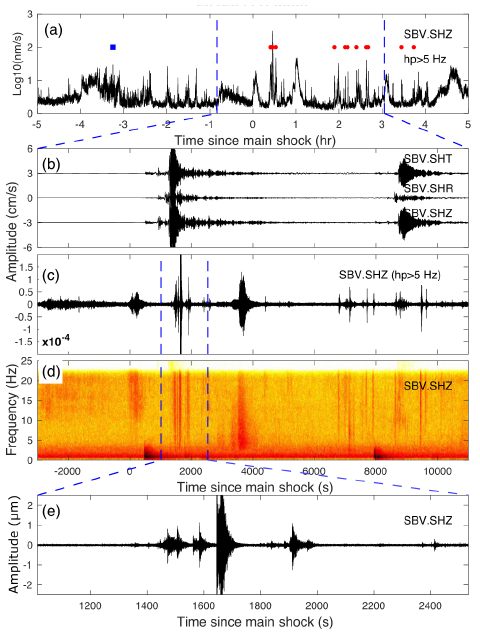 (a)
SBV.SHZ
hp>5 Hz
Log10(nm/s)
3
2
1
0
-5 -4 -3 -2 -1 0 1 2 3 4 5
Time since main shock (hr)
(b)
SBV.SHT
SBV.SHR
SBV.SHZ
6
3
0
-3
-6
Amplitude (cm/s)
(c)
SBV.SHZ (hp>5 Hz)
1.5
1.0
0.5
0
-0.5
-1.0
x10-4
(d)
SBV.SHZ
25
20
15
10
5
0
Frequency (Hz)
-2000 0 2000 4000 6000 8000 10000
Time since main shock (s)
(e)
SBV.SHZ
2
1
0
-1
-2
Amplitude (μm)
1200 1400 1600 1800 2000 2200 2400
Time since main shock (s)